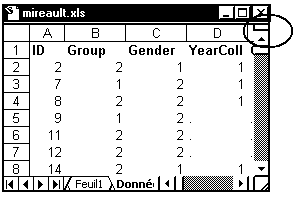 mireault.xls
A B C D
1 ID Group Gender YearColl
2 2 2 1 1
3 7 1 2 1
4 8 2 2 1
5 9 1 2 .
6 11 2 2 .
7 12 2 2 .
8 14 2 1 1
Feuil1 Donné